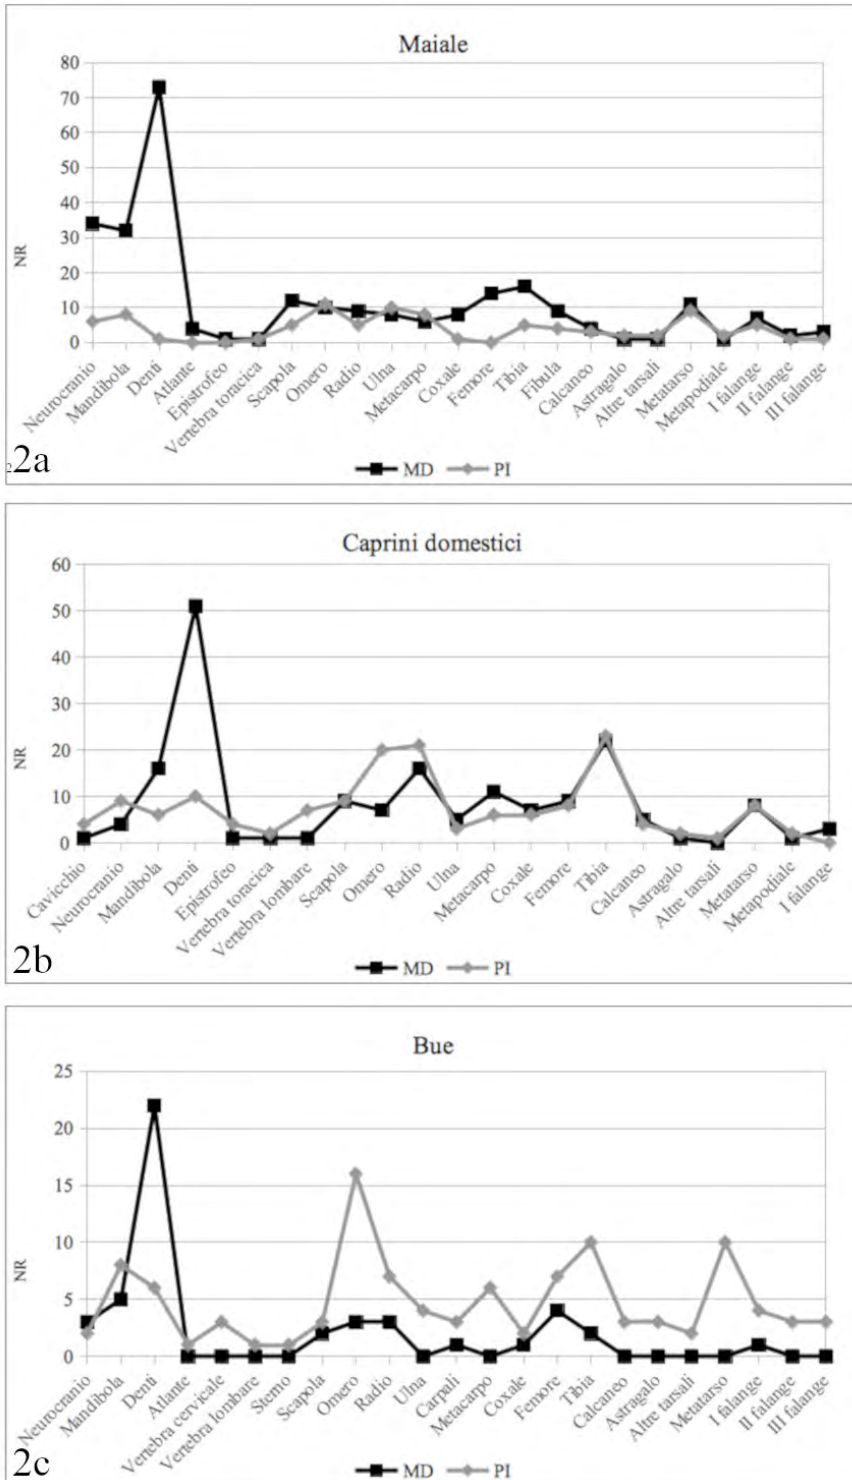 Maiale
80
70
60
50
40
30
20
10
0
NR
Neurocranio
Mandibola
Denti
Atlante
Epistrofeo
Vertebra toracica
Scapola
Omero
Radio
Ulna
Metacarpo
Coxale
Femore
Tibia
Fibula
Calcaneo
Astragalo
Altre tarsali
Metatarso
Metapodiale
I falange
II falange
III falange
2a
MD PI
Caprini domestici
60
50
40
30
20
10
0
NR
Cavicchio
Neurocranio
Mandibola
Denti
Epistrofeo
Vertebra toracica
Vertebra lombare
Scapola
Omero
Radio
Ulna
Metacarpo
Coxale
Femore
Tibia
Calcaneo
Astragalo
Altre tarsali
Metatarso
Metapodiale
I falange
2b
MD PI
Bue
25
20
15
10
5
0
NR
Neurocranio
Mandibola
Denti
Atlante
Vertebra cervicale
Vertebra lombare
Sterno
Scapola
Omero
Radio
Ulna
Carpali
Metacarpo
Coxale
Femore
Tibia
Calcaneo
Astragalo
Altre tarsali
Metatarso
I falange
II falange
III falange
2c
MD PI